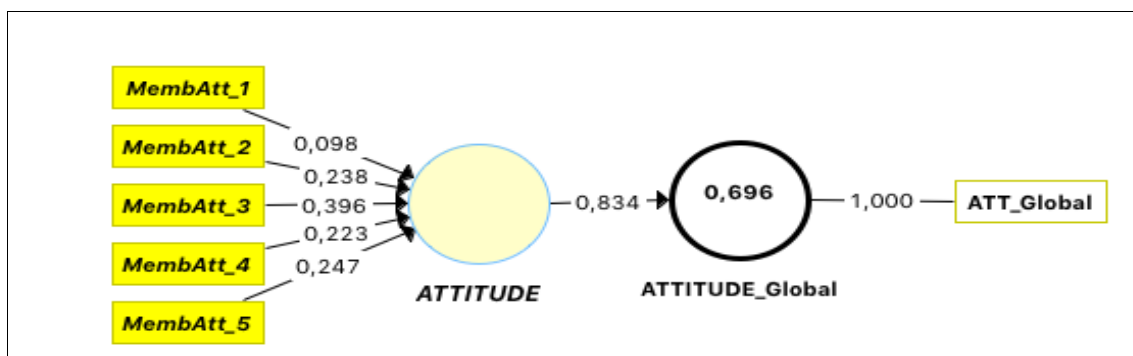 MembAtt_1
0,098
MembAtt_2
0,238
MembAtt_3
0,396
MembAtt_4
0,223
MembAtt_5
0,247
ATTITUDE
0,834
0,696
ATTITUDE_Global
1,000
ATT_Global